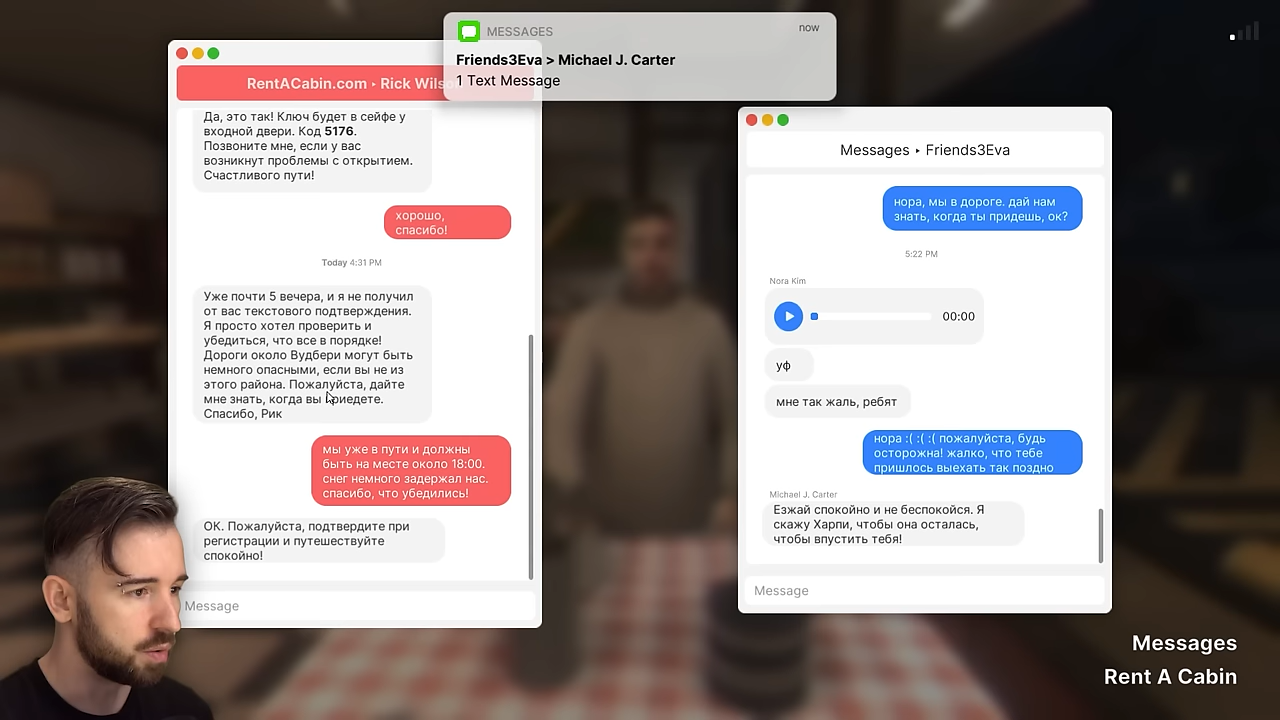 MESSAGES
now
Friends3Eva > Michael J. Carter
1 Text Message
RentACabin.com ▸ Rick
Да, это так! Ключ будет в сейфе у
входной двери. Код 5176.
Позвоните мне, если у вас
возникнут проблемы с открытием.
Счастливого пути!
хорошо,
спасибо!
Today 4:31 PM
Уже почти 5 вечера, и я не получил
от вас текстового подтверждения.
Я просто хотел проверить и
убедиться, что все в порядке!
Дороги около Вудбери могут быть
немного опасными, если вы не из
этого района. Пожалуйста, дайте
мне знать, когда вы приедете.
Спасибо, Рик
мы уже в пути и должны
быть на месте около 18:00.
снег немного задержал нас.
спасибо, что убедились!
ОК. Пожалуйста, подтвердите при
регистрации и путешествуйте
спокойно!
Message
Messages ▸ Friends3Eva
нора, мы в дороге. дай нам
знать, когда ты придешь, ок?
5:22 PM
Nora Kim
00:00
уф
мне так жаль, ребят
нора :( :( :( пожалуйста, будь
осторожна! жалко, что тебе
пришлось выехать так поздно
Michael J. Carter
Езжай спокойно и не беспокойся. Я
скажу Харпи, чтобы она осталась,
чтобы впустить тебя!
Message
Messages
Rent A Cabin